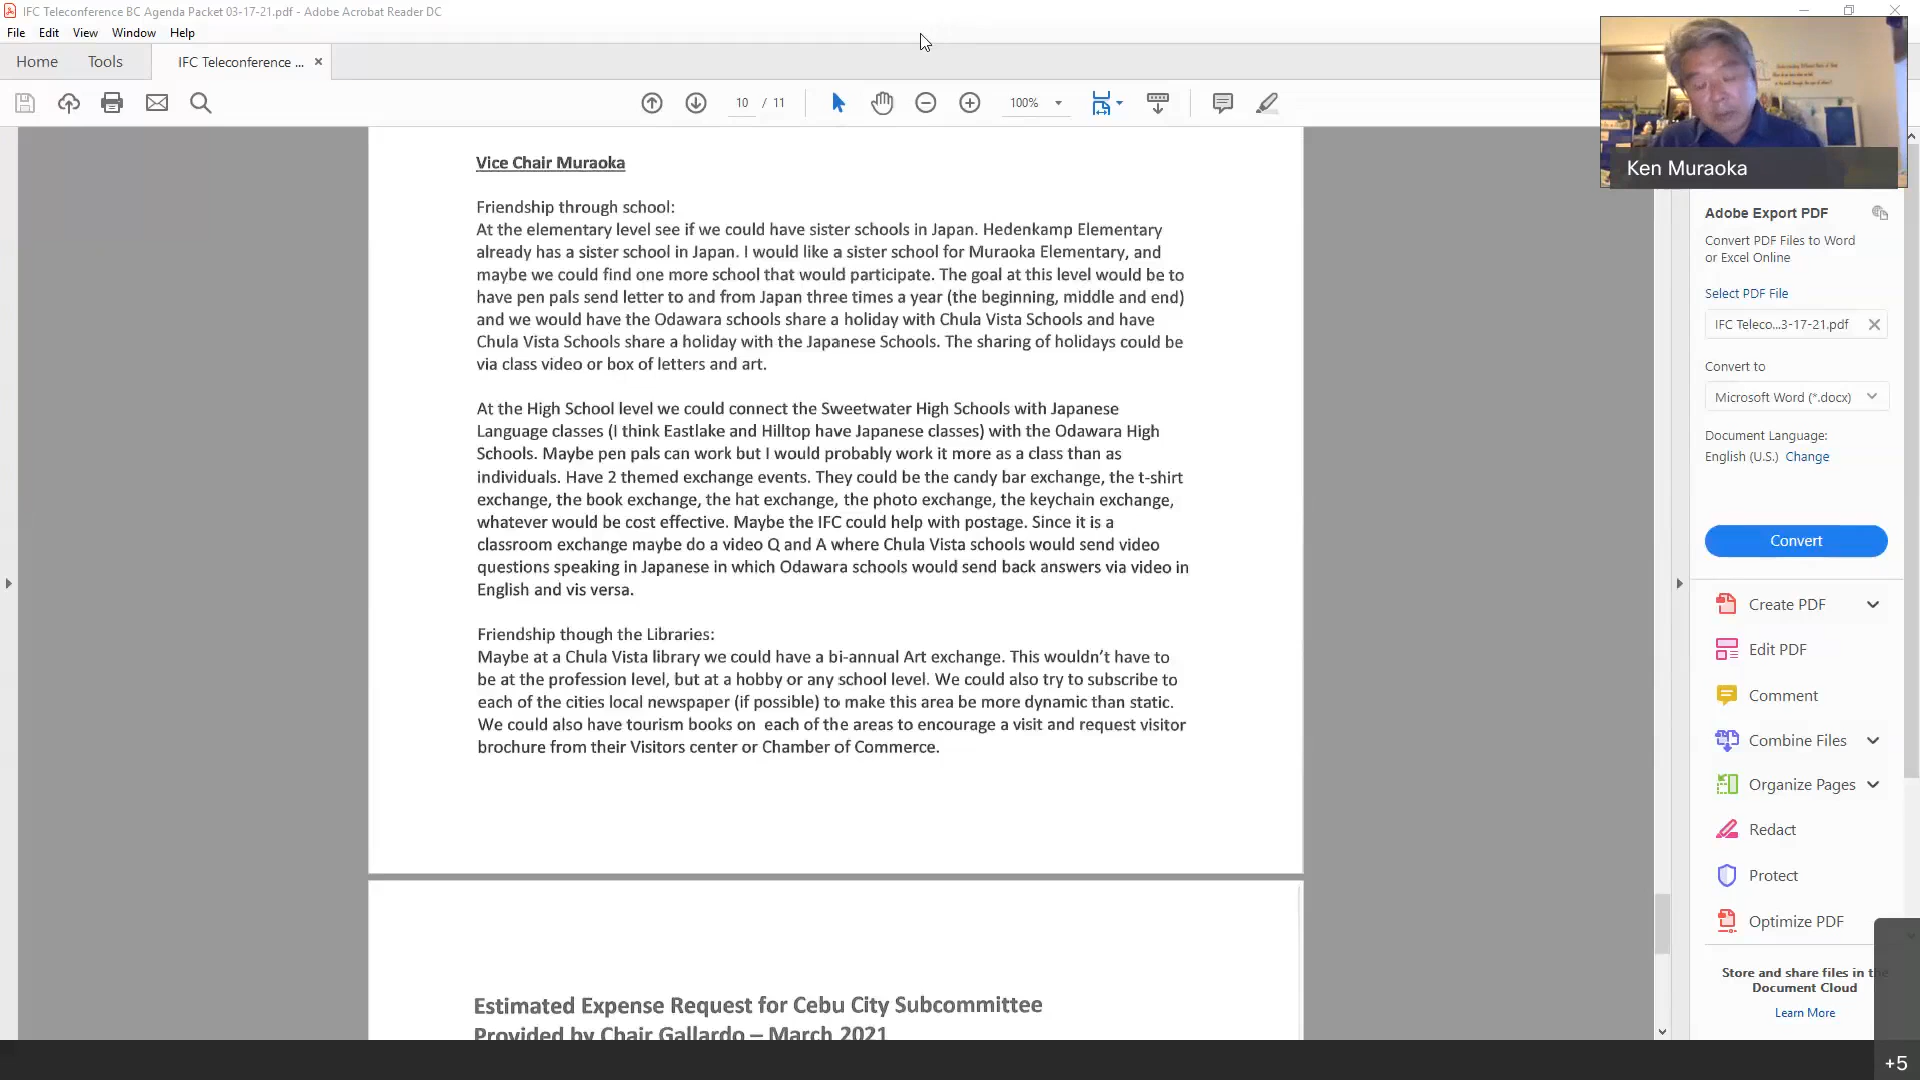 IFC Teleconference BC Agenda Packet 03-17-21.pdf - Adobe Acrobat Reader DC
File Edit View Window Help
Home Tools IFC Teleconference ...
10 / 11 100%
Ken Muraoka
Vice Chair Muraoka
Friendship through school:
At the elementary level see if we could have sister schools in Japan. Hedenkamp Elementary
already has a sister school in Japan. I would like a sister school for Muraoka Elementary, and
maybe we could find one more school that would participate. The goal at this level would be to
have pen pals send letter to and from Japan three times a year (the beginning, middle and end)
and we would have the Odawara schools share a holiday with Chula Vista Schools and have
Chula Vista Schools share a holiday with the Japanese Schools. The sharing of holidays could be
via class video or box of letters and art.
At the High School level we could connect the Sweetwater High Schools with Japanese
Language classes (I think Eastlake and Hilltop have Japanese classes) with the Odawara High
Schools. Maybe pen pals can work but I would probably work it more as a class than as
individuals. Have 2 themed exchange events. They could be the candy bar exchange, the t-shirt
exchange, the book exchange, the hat exchange, the photo exchange, the keychain exchange,
whatever would be cost effective. Maybe the IFC could help with postage. Since it is a
classroom exchange maybe do a video Q and A where Chula Vista schools would send video
questions speaking in Japanese in which Odawara schools would send back answers via video in
English and vis versa.
Friendship though the Libraries:
Maybe at a Chula Vista library we could have a bi-annual Art exchange. This wouldn't have to
be at the profession level, but at a hobby or any school level. We could also try to subscribe to
each of the cities local newspaper (if possible) to make this area be more dynamic than static.
We could also have tourism books on each of the areas to encourage a visit and request visitor
brochure from their Visitors center or Chamber of Commerce.
Estimated Expense Request for Cebu City Subcommittee
Provided by Chair Gallardo – March 2021
Adobe Export PDF
Convert PDF Files to Word
or Excel Online
Select PDF File
IFC Teleco...3-17-21.pdf
Convert to
Microsoft Word (*.docx)
Document Language:
English (U.S.) Change
Convert
Create PDF
Edit PDF
Comment
Combine Files
Organize Pages
Redact
Protect
Optimize PDF
Store and share files in the
Document Cloud
Learn More
+5